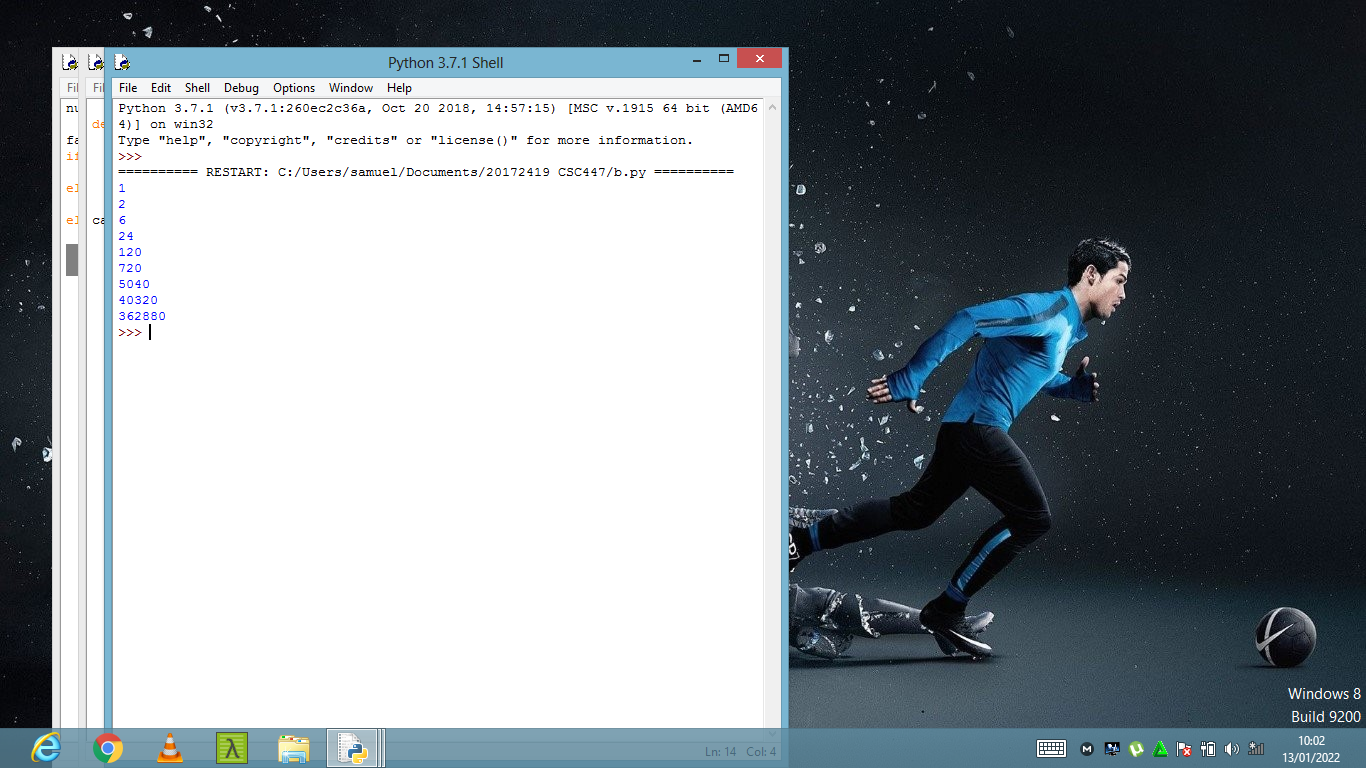 Python 3.7.1 Shell
Fil
Fil
File Edit Shell Debug Options Window Help
nu
fa
if
el
el
de
ca
Python 3.7.1 (v3.7.1:260ec2c36a, Oct 20 2018, 14:57:15) [MSC v.1915 64 bit (AMD6
4)] on win32
Type "help", "copyright", "credits" or "license()" for more information.
>>>
========== RESTART: C:/Users/samuel/Documents/20172419 CSC447/b.py ==========
1
2
6
24
120
720
5040
40320
362880
>>>
Ln: 14 Col: 4
Windows 8
Build 9200
10:02
13/01/2022